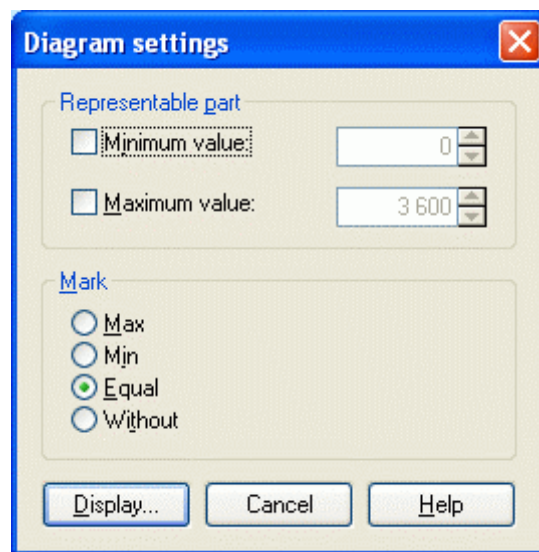 Diagram settings
Representable part
Minimum value: 0
Maximum value: 3 600
Mark
Max
Min
Equal
Without
Display... Cancel Help